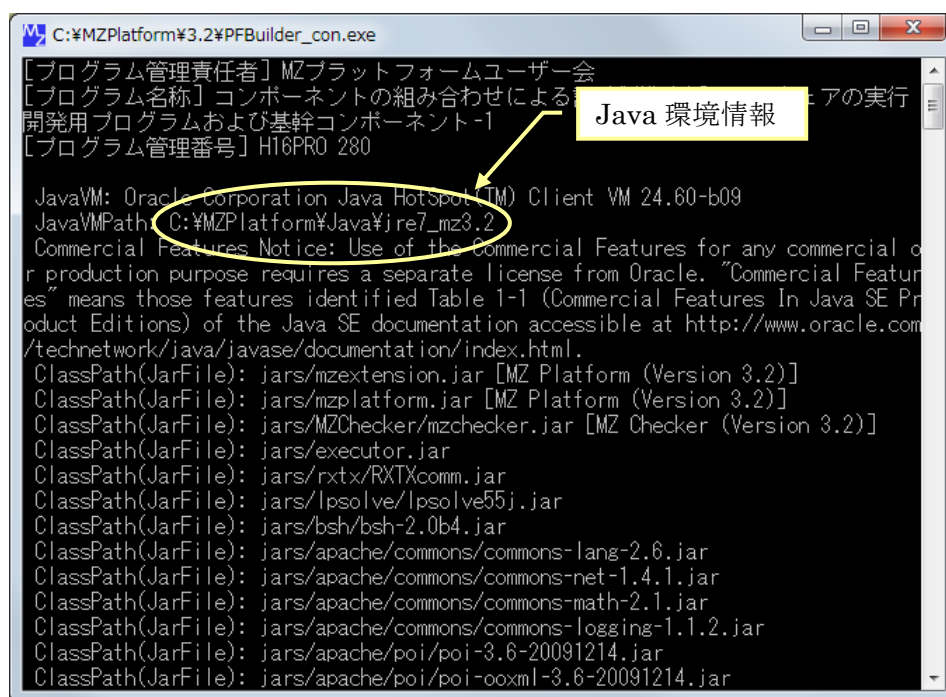 C:¥MZPlatform¥3.2¥PFBuilder_con.exe
[プログラム管理責任者] MZプラットフォームユーザー会
[プログラム名称] コンポーネントの組み合わせによる
ェアの実行
開発用プログラムおよび基幹コンポーネント-1
[プログラム管理番号] H16PRO 280
Java 環境情報
JavaVM: Oracle Corporation Java HotSpot(TM) Client VM 24.60-b09
JavaVMPath: C:¥MZPlatform¥Java¥jre7_mz3.2
Commercial Features Notice: Use of the Commercial Features for any commercial o
r production purpose requires a separate license from Oracle. "Commercial Featur
es" means those features identified Table 1-1 (Commercial Features In Java SE Pr
oduct Editions) of the Java SE documentation accessible at http://www.oracle.com
/technetwork/java/javase/documentation/index.html.
ClassPath(JarFile): jars/mzextension.jar [MZ Platform (Version 3.2)]
ClassPath(JarFile): jars/mzplatform.jar [MZ Platform (Version 3.2)]
ClassPath(JarFile): jars/MZChecker/mzchecker.jar [MZ Checker (Version 3.2)]
ClassPath(JarFile): jars/executor.jar
ClassPath(JarFile): jars/rxtx/RXTXcomm.jar
ClassPath(JarFile): jars/lpsolve/lpsolve55j.jar
ClassPath(JarFile): jars/bsh/bsh-2.0b4.jar
ClassPath(JarFile): jars/apache/commons/commons-lang-2.6.jar
ClassPath(JarFile): jars/apache/commons/commons-net-1.4.1.jar
ClassPath(JarFile): jars/apache/commons/commons-math-2.1.jar
ClassPath(JarFile): jars/apache/commons/commons-logging-1.1.2.jar
ClassPath(JarFile): jars/apache/poi/poi-3.6-20091214.jar
ClassPath(JarFile): jars/apache/poi/poi-ooxml-3.6-20091214.jar